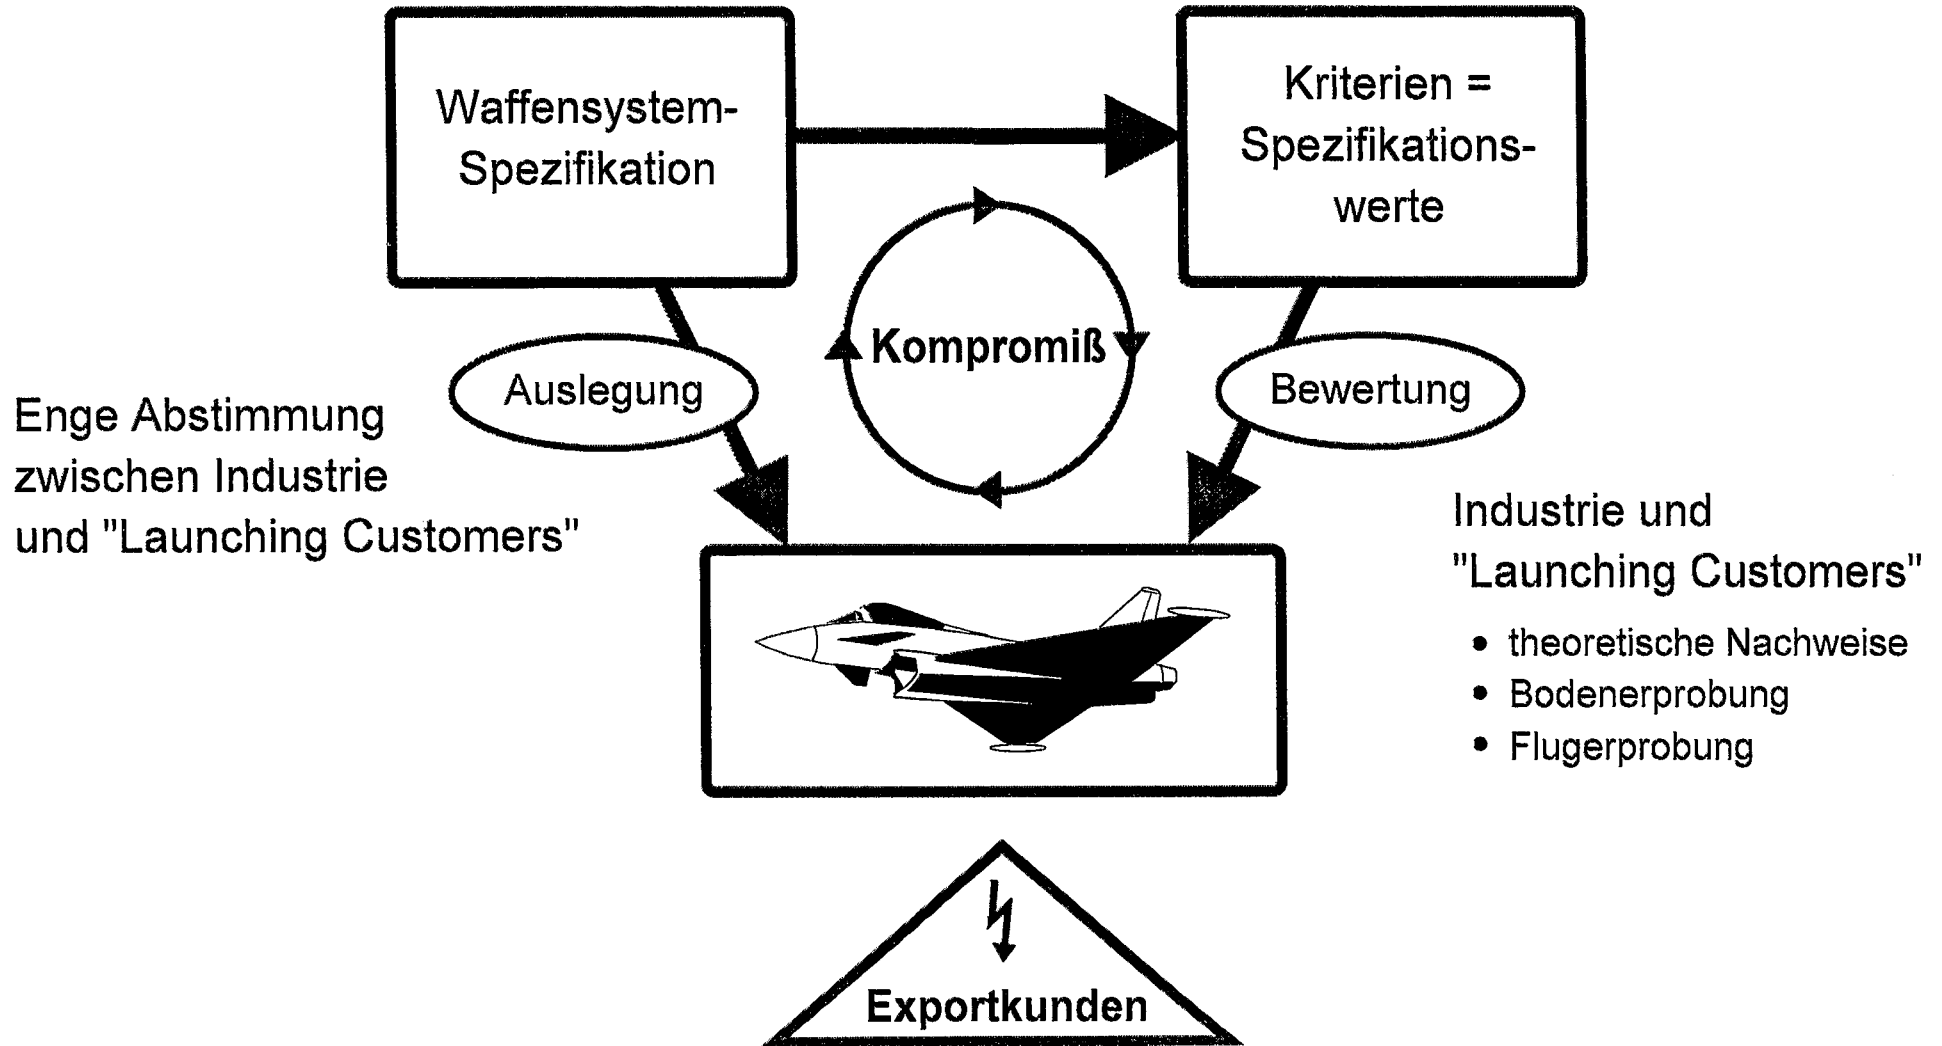 Waffensystem-
Spezifikation
Kriterien =
Spezifikations-
werte
Kompromiß
Auslegung
Bewertung
Enge Abstimmung
zwischen Industrie
und "Launching Customers"
Industrie und
"Launching Customers"
• theoretische Nachweise
• Bodenerprobung
• Flugerprobung
Exportkunden